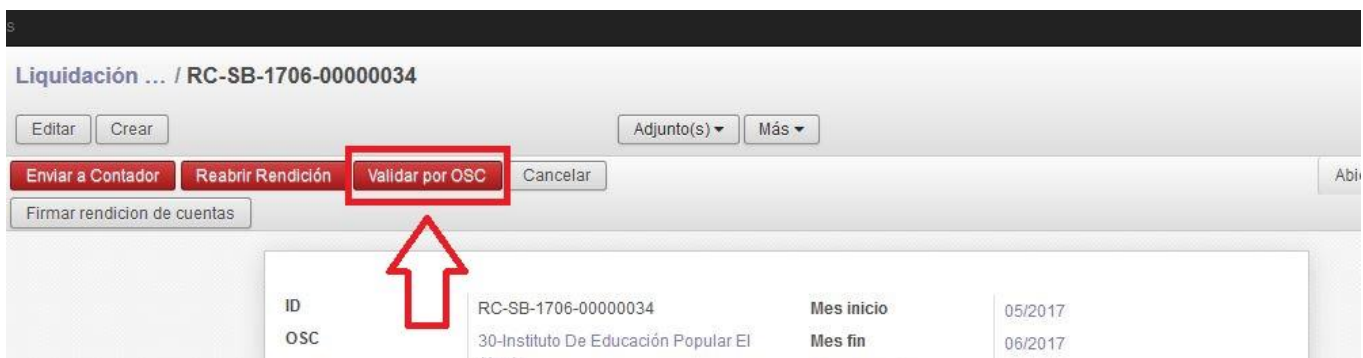 s
Liquidación ... / RC-SB-1706-00000034
Editar Crear Adjunto(s) Más
Enviar a Contador Reabrir Rendición Validar por OSC Cancelar Abie
Firmar rendicion de cuentas
ID RC-SB-1706-00000034 Mes inicio 05/2017
OSC 30-Instituto De Educación Popular El Mes fin 06/2017